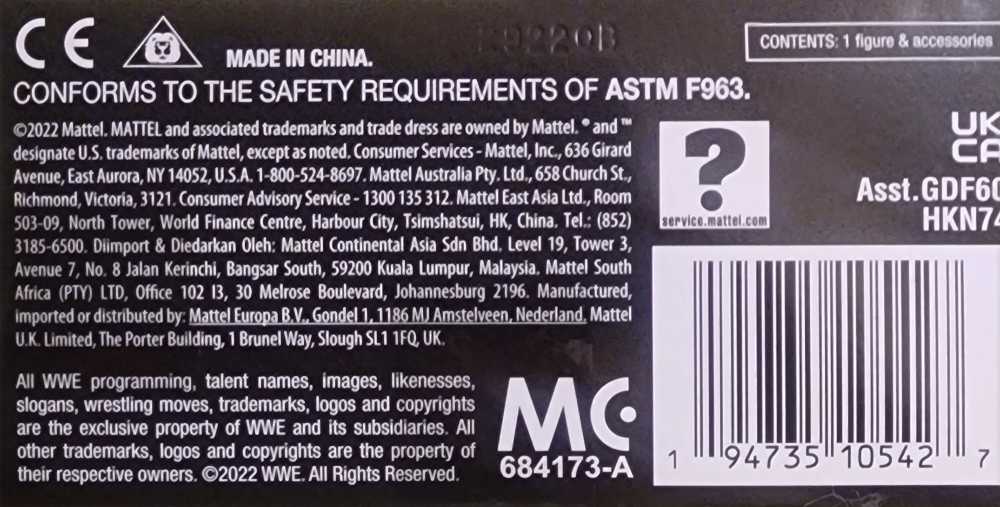 CE
MADE IN CHINA.
CONTENTS: 1 figure & accessories
CONFORMS TO THE SAFETY REQUIREMENTS OF ASTM F963.
©2022 Mattel. MATTEL and associated trademarks and trade dress are owned by Mattel. ® and ™
designate U.S. trademarks of Mattel, except as noted. Consumer Services - Mattel, Inc., 636 Girard
Avenue, East Aurora, NY 14052, U.S.A. 1-800-524-8697. Mattel Australia Pty. Ltd., 658 Church St.,
Richmond, Victoria, 3121. Consumer Advisory Service - 1300 135 312. Mattel East Asia Ltd., Room
503-09, North Tower, World Finance Centre, Harbour City, Tsimshatsui, HK, China. Tel.: (852)
3185-6500. Diimport & Diedarkan Oleh: Mattel Continental Asia Sdn Bhd. Level 19, Tower 3,
Avenue 7, No. 8 Jalan Kerinchi, Bangsar South, 59200 Kuala Lumpur, Malaysia. Mattel South
Africa (PTY) LTD, Office 102 I3, 30 Melrose Boulevard, Johannesburg 2196. Manufactured,
imported or distributed by: Mattel Europa B.V., Gondel 1, 1186 MJ Amstelveen, Nederland. Mattel
U.K. Limited, The Porter Building, 1 Brunel Way, Slough SL1 1FQ, UK.
?
service.mattel.com
UK
CA
Asst.GDF60
HKN74
All WWE programming, talent names, images, likenesses,
slogans, wrestling moves, trademarks, logos and copyrights
are the exclusive property of WWE and its subsidiaries. All
other trademarks, logos and copyrights are the property of
their respective owners. ©2022 WWE. All Rights Reserved.
MC
684173-A
1 94735 10542 7